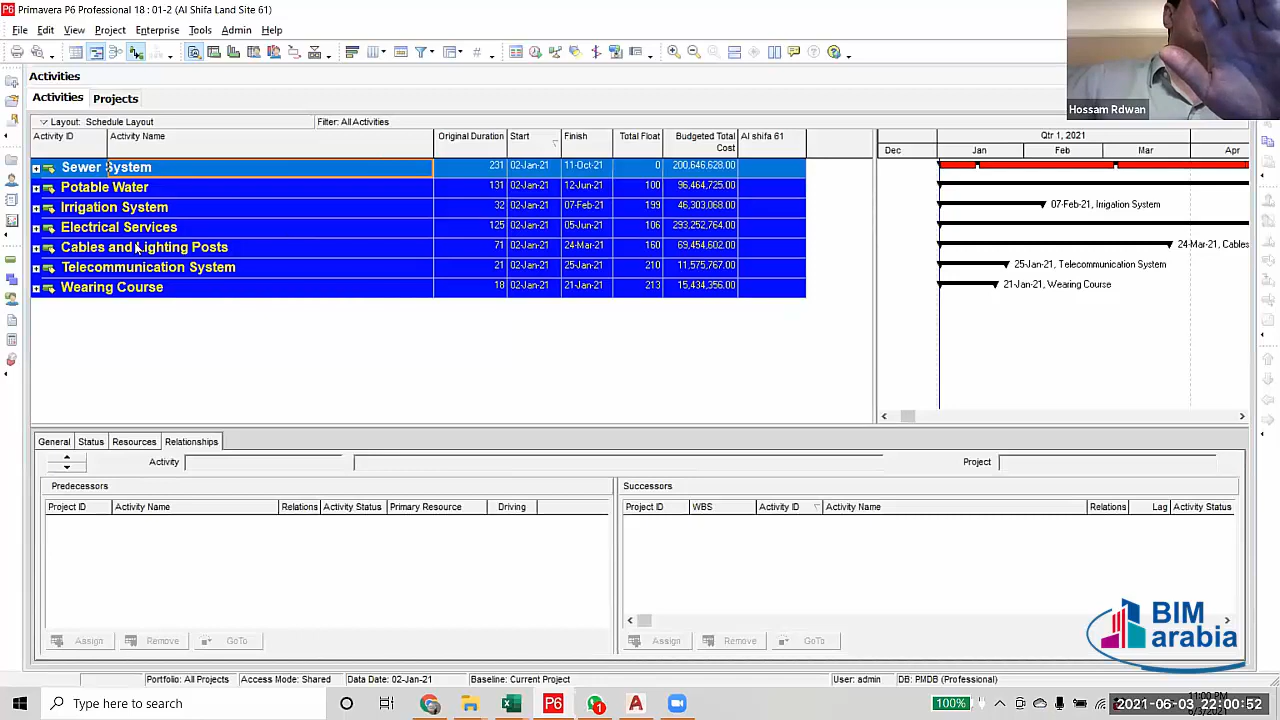 Primavera P6 Professional 18 : 01-2 (Al Shifa Land Site 61)
File Edit View Project Enterprise Tools Admin Help
Activities
Activities Projects
Layout: Schedule Layout Filter: All Activities
Activity ID Activity Name Original Duration Start Finish Total Float Budgeted Total Cost Al shifa 61
Sewer System 231 02-Jan-21 11-Oct-21 0 200,646,628.00
Potable Water 131 02-Jan-21 12-Jun-21 100 96,464,725.00
Irrigation System 32 02-Jan-21 07-Feb-21 199 46,303,068.00
Electrical Services 125 02-Jan-21 05-Jun-21 106 293,252,764.00
Cables and Lighting Posts 71 02-Jan-21 24-Mar-21 160 69,454,602.00
Telecommunication System 21 02-Jan-21 25-Jan-21 210 11,575,767.00
Wearing Course 18 02-Jan-21 21-Jan-21 213 15,434,356.00
Qtr 1, 2021
Dec Jan Feb Mar Apr
07-Feb-21, Irrigation System
24-Mar-21, Cables
25-Jan-21, Telecommunication System
21-Jan-21, Wearing Course
Hossam Rdwan
General Status Resources Relationships
Activity Project
Predecessors
Project ID Activity Name Relations Activity Status Primary Resource Driving
Assign Remove GoTo
Successors
Project ID WBS Activity ID Activity Name Relations Lag Activity Status
Assign Remove GoTo
BIM
arabia
Portfolio: All Projects Access Mode: Shared Data Date: 02-Jan-21 Baseline: Current Project User: admin DB: PMDB (Professional)
Type here to search
P6
1
100%
2021-06-03 22:00:52